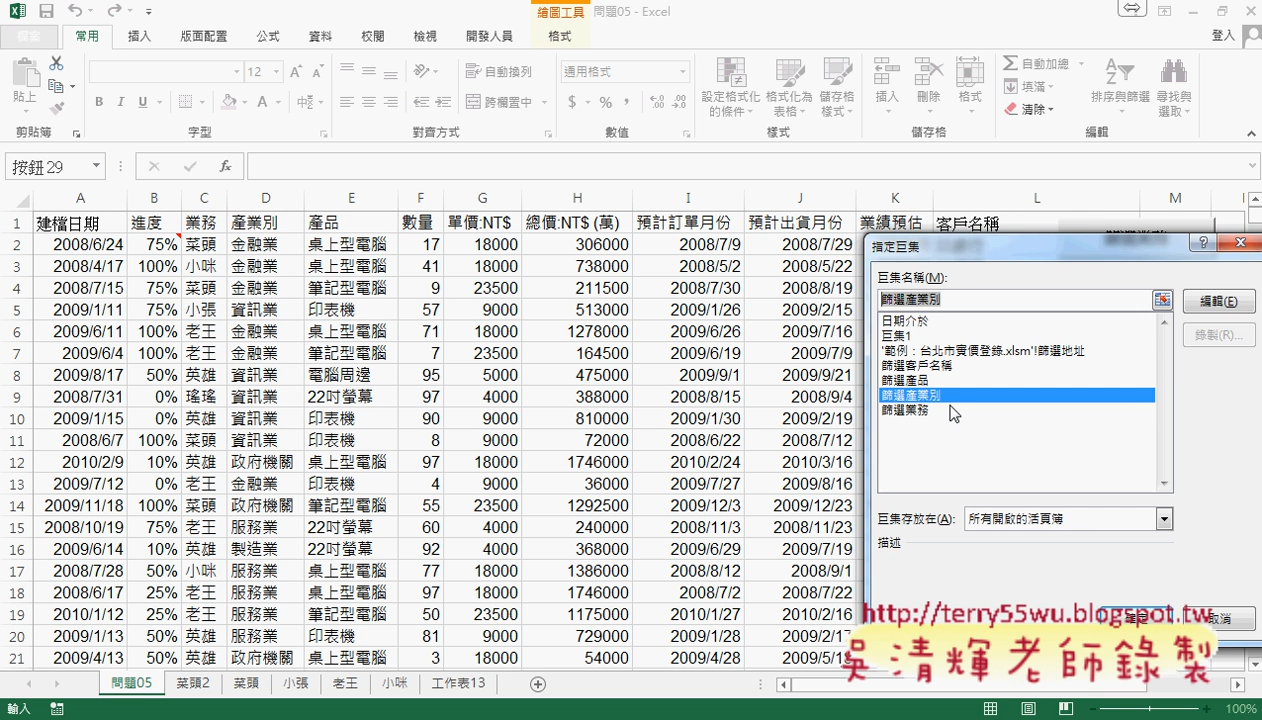 繪圖工具 問題05 - Excel
常用 插入 版面配置 公式 資料 校閱 檢視 開發人員 格式 登入
貼上 12 B I U A 中 自動換列 跨欄置中 通用格式 $ % , 設定格式化的條件 格式化為表格 儲存格樣式 插入 刪除 格式 自動加總 填滿 清除 排序與篩選 尋找與選取
剪貼簿 字型 對齊方式 數值 樣式 儲存格 編輯
按鈕 29 fx
A B C D E F G H I J K L M
1 建檔日期 進度 業務 產業別 產品 數量 單價:NT$ 總價:NT$ (萬) 預計訂單月份 預計出貨月份 業績預估 客戶名稱
2 2008/6/24 75% 菜頭 金融業 桌上型電腦 17 18000 306000 2008/7/9 2008/7/29
3 2008/4/17 100% 小咪 金融業 桌上型電腦 41 18000 738000 2008/5/2 2008/5/22
4 2008/7/15 75% 菜頭 金融業 筆記型電腦 9 23500 211500 2008/7/30 2008/8/19
5 2009/1/11 75% 小張 資訊業 印表機 57 9000 513000 2009/1/26 2009/2/15
6 2009/6/11 100% 老王 金融業 桌上型電腦 71 18000 1278000 2009/6/26 2009/7/16
7 2009/6/4 100% 老王 金融業 筆記型電腦 7 23500 164500 2009/6/19 2009/7/9
8 2009/8/17 50% 英雄 資訊業 電腦周邊 95 5000 475000 2009/9/1 2009/9/21
9 2008/7/31 0% 瑤瑤 資訊業 22吋螢幕 97 4000 388000 2008/8/15 2008/9/4
10 2009/1/15 0% 英雄 資訊業 印表機 90 9000 810000 2009/1/30 2009/2/19
11 2008/6/7 100% 菜頭 資訊業 印表機 8 9000 72000 2008/6/22 2008/7/12
12 2010/2/9 10% 英雄 政府機關 桌上型電腦 97 18000 1746000 2010/2/24 2010/3/16
13 2009/7/12 0% 老王 金融業 印表機 4 9000 36000 2009/7/27 2009/8/16
14 2009/11/18 100% 菜頭 政府機關 筆記型電腦 55 23500 1292500 2009/12/3 2009/12/23
15 2008/10/19 75% 老王 服務業 22吋螢幕 60 4000 240000 2008/11/3 2008/11/23
16 2009/6/14 10% 英雄 製造業 22吋螢幕 92 4000 368000 2009/6/29 2009/7/19
17 2008/7/28 50% 小咪 服務業 桌上型電腦 77 18000 1386000 2008/8/12 2008/9/1
18 2008/6/17 25% 老王 服務業 桌上型電腦 97 18000 1746000 2008/7/2 2008/7/22
19 2010/1/12 25% 老王 服務業 筆記型電腦 50 23500 1175000 2010/1/27 2010/2/16
20 2009/1/13 50% 英雄 服務業 印表機 81 9000 729000 2009/1/28 2009/2/17
21 2009/4/13 50% 英雄 政府機關 桌上型電腦 3 18000 54000 2009/4/28 2009/5/18
指定巨集
巨集名稱(M):
篩選產業別 編輯(E)
日期介於
巨集1 錄製(R)...
'範例：台北市實價登錄.xlsm'!篩選地址
篩選客戶名稱
篩選產品
篩選產業別
篩選業務
巨集存放在(A): 所有開啟的活頁簿
描述
取消
http://terry55wu.blogspot.tw
吳清輝老師錄製
問題05 菜頭2 菜頭 小張 老王 小咪 工作表13
輸入 100%